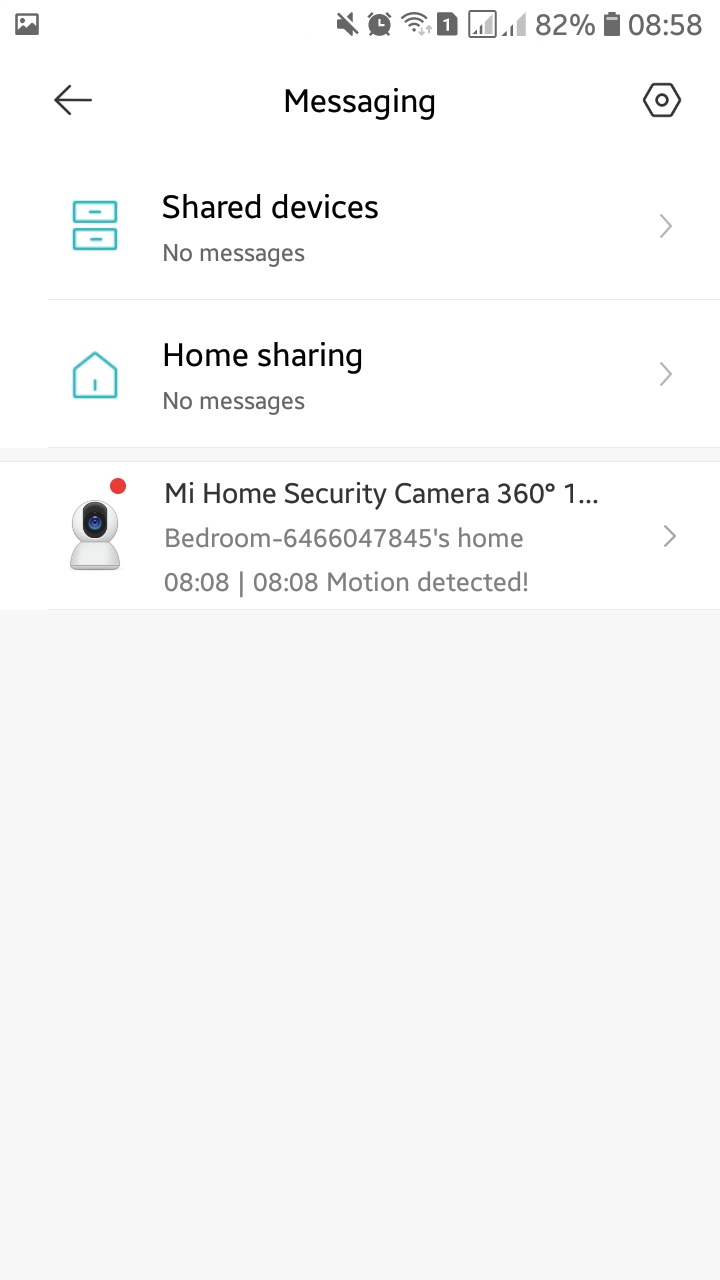 1 82% 08:58
Messaging
Shared devices
No messages
Home sharing
No messages
Mi Home Security Camera 360° 1...
Bedroom-6466047845's home
08:08 | 08:08 Motion detected!